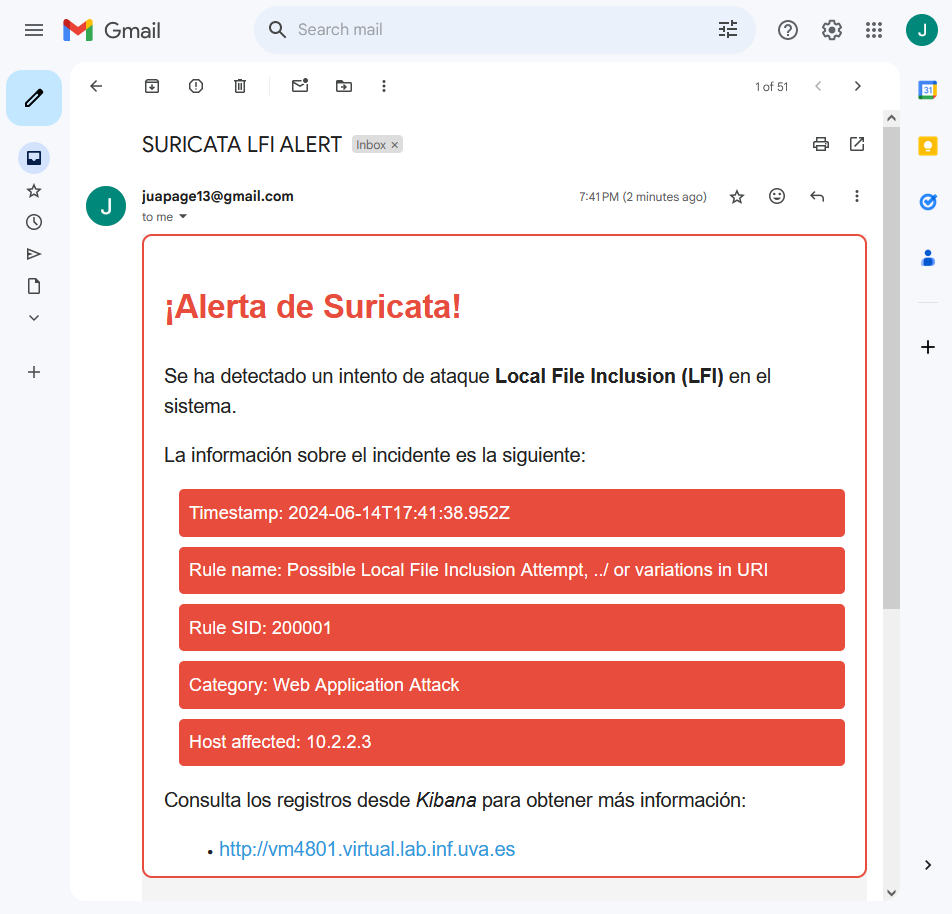 Gmail
Search mail
J
1 of 51
31
SURICATA LFI ALERT Inbox ×
J
juapage13@gmail.com
7:41 PM (2 minutes ago)
to me
¡Alerta de Suricata!
Se ha detectado un intento de ataque Local File Inclusion (LFI) en el
sistema.
La información sobre el incidente es la siguiente:
Timestamp: 2024-06-14T17:41:38.952Z
Rule name: Possible Local File Inclusion Attempt, ../ or variations in URI
Rule SID: 200001
Category: Web Application Attack
Host affected: 10.2.2.3
Consulta los registros desde Kibana para obtener más información:
• http://vm4801.virtual.lab.inf.uva.es